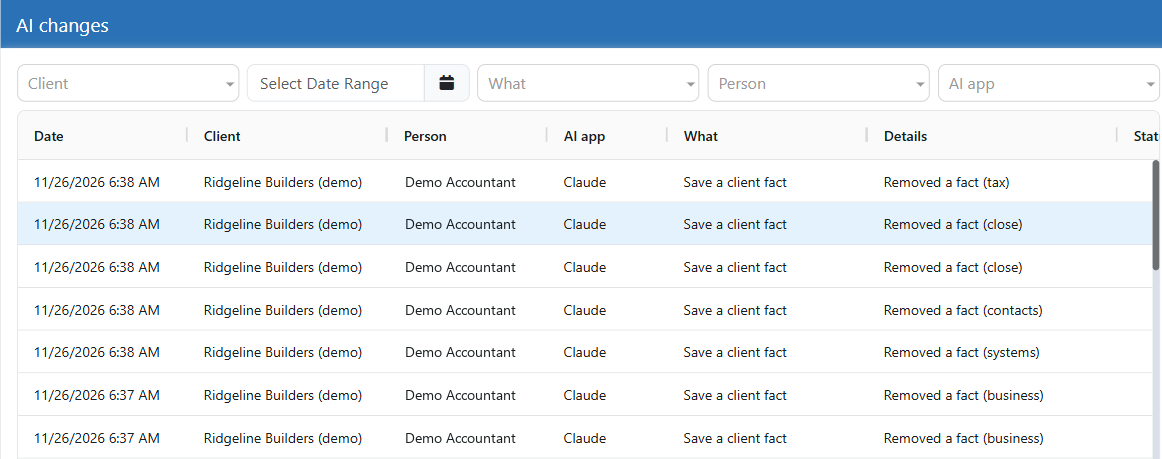 AI changes
Client Select Date Range What Person AI app
Date Client Person AI app What Details Stat
11/26/2026 6:38 AM Ridgeline Builders (demo) Demo Accountant Claude Save a client fact Removed a fact (tax)
11/26/2026 6:38 AM Ridgeline Builders (demo) Demo Accountant Claude Save a client fact Removed a fact (close)
11/26/2026 6:38 AM Ridgeline Builders (demo) Demo Accountant Claude Save a client fact Removed a fact (close)
11/26/2026 6:38 AM Ridgeline Builders (demo) Demo Accountant Claude Save a client fact Removed a fact (contacts)
11/26/2026 6:38 AM Ridgeline Builders (demo) Demo Accountant Claude Save a client fact Removed a fact (systems)
11/26/2026 6:37 AM Ridgeline Builders (demo) Demo Accountant Claude Save a client fact Removed a fact (business)
11/26/2026 6:37 AM Ridgeline Builders (demo) Demo Accountant Claude Save a client fact Removed a fact (business)